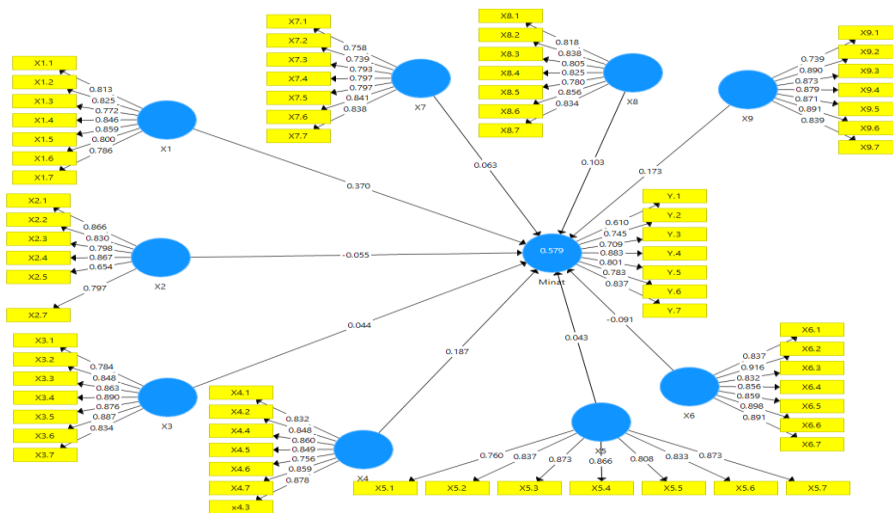 X1.1
X1.2
X1.3
X1.4
X1.5
X1.6
X1.7
0.813
0.825
0.772
0.846
0.859
0.800
0.786
X1
X7.1
X7.2
X7.3
X7.4
X7.5
X7.6
X7.7
0.758
0.739
0.793
0.797
0.797
0.841
0.838
X7
X8.1
X8.2
X8.3
X8.4
X8.5
X8.6
X8.7
0.818
0.838
0.805
0.825
0.780
0.856
0.834
X8
X9.1
X9.2
X9.3
X9.4
X9.5
X9.6
X9.7
0.739
0.890
0.873
0.879
0.871
0.891
0.839
X9
0.370
0.063
0.103
0.173
X2.1
X2.2
X2.3
X2.4
X2.5
X2.7
0.866
0.830
0.798
0.867
0.654
0.797
X2
-0.055
0.579
Minat
Y.1
Y.2
Y.3
Y.4
Y.5
Y.6
Y.7
0.610
0.745
0.709
0.883
0.801
0.783
0.837
X3.1
X3.2
X3.3
X3.4
X3.5
X3.6
X3.7
0.784
0.848
0.863
0.890
0.876
0.887
0.834
X3
0.044
0.187
0.043
-0.091
X4.1
X4.2
X4.4
X4.5
X4.6
X4.7
x4.3
0.832
0.848
0.860
0.849
0.756
0.859
0.878
X4
X5
0.760
0.837
0.873
0.866
0.808
0.833
0.873
X5.1
X5.2
X5.3
X5.4
X5.5
X5.6
X5.7
X6
0.837
0.916
0.832
0.856
0.859
0.898
0.891
X6.1
X6.2
X6.3
X6.4
X6.5
X6.6
X6.7